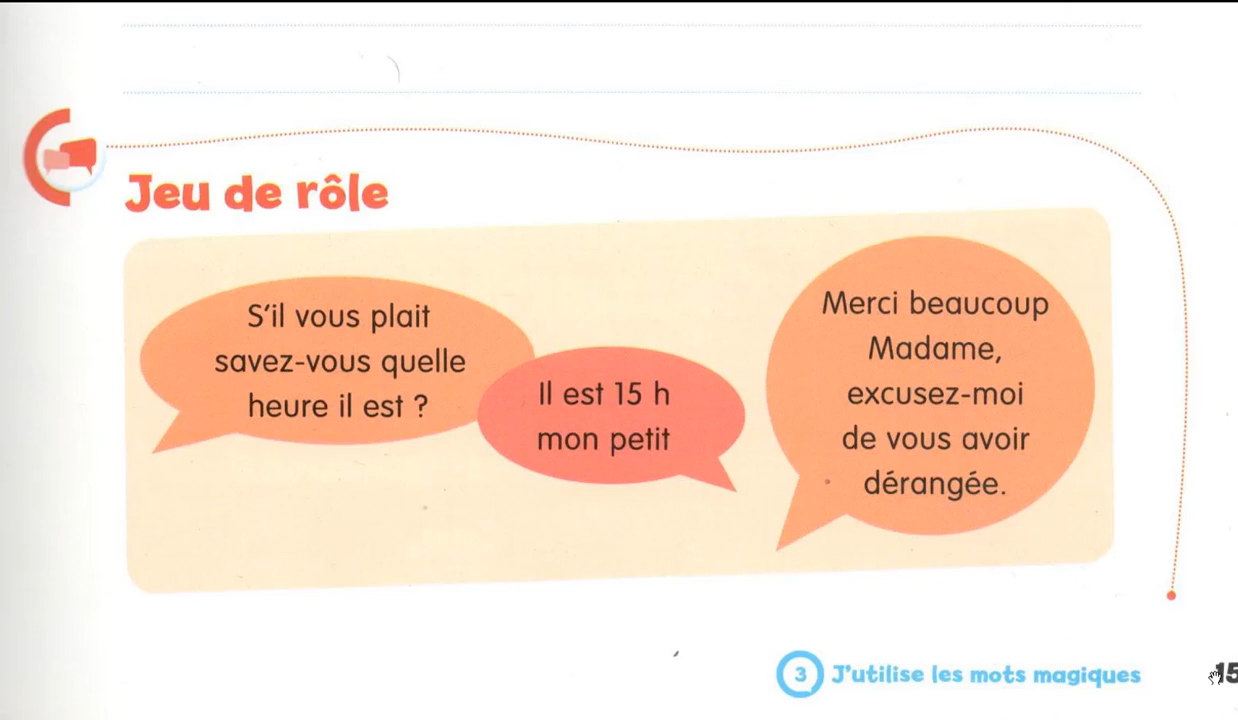 Jeu de rôle
S'il vous plait
savez-vous quelle
heure il est ?
Il est 15 h
mon petit
Merci beaucoup
Madame,
excusez-moi
de vous avoir
dérangée.
3 J'utilise les mots magiques
15